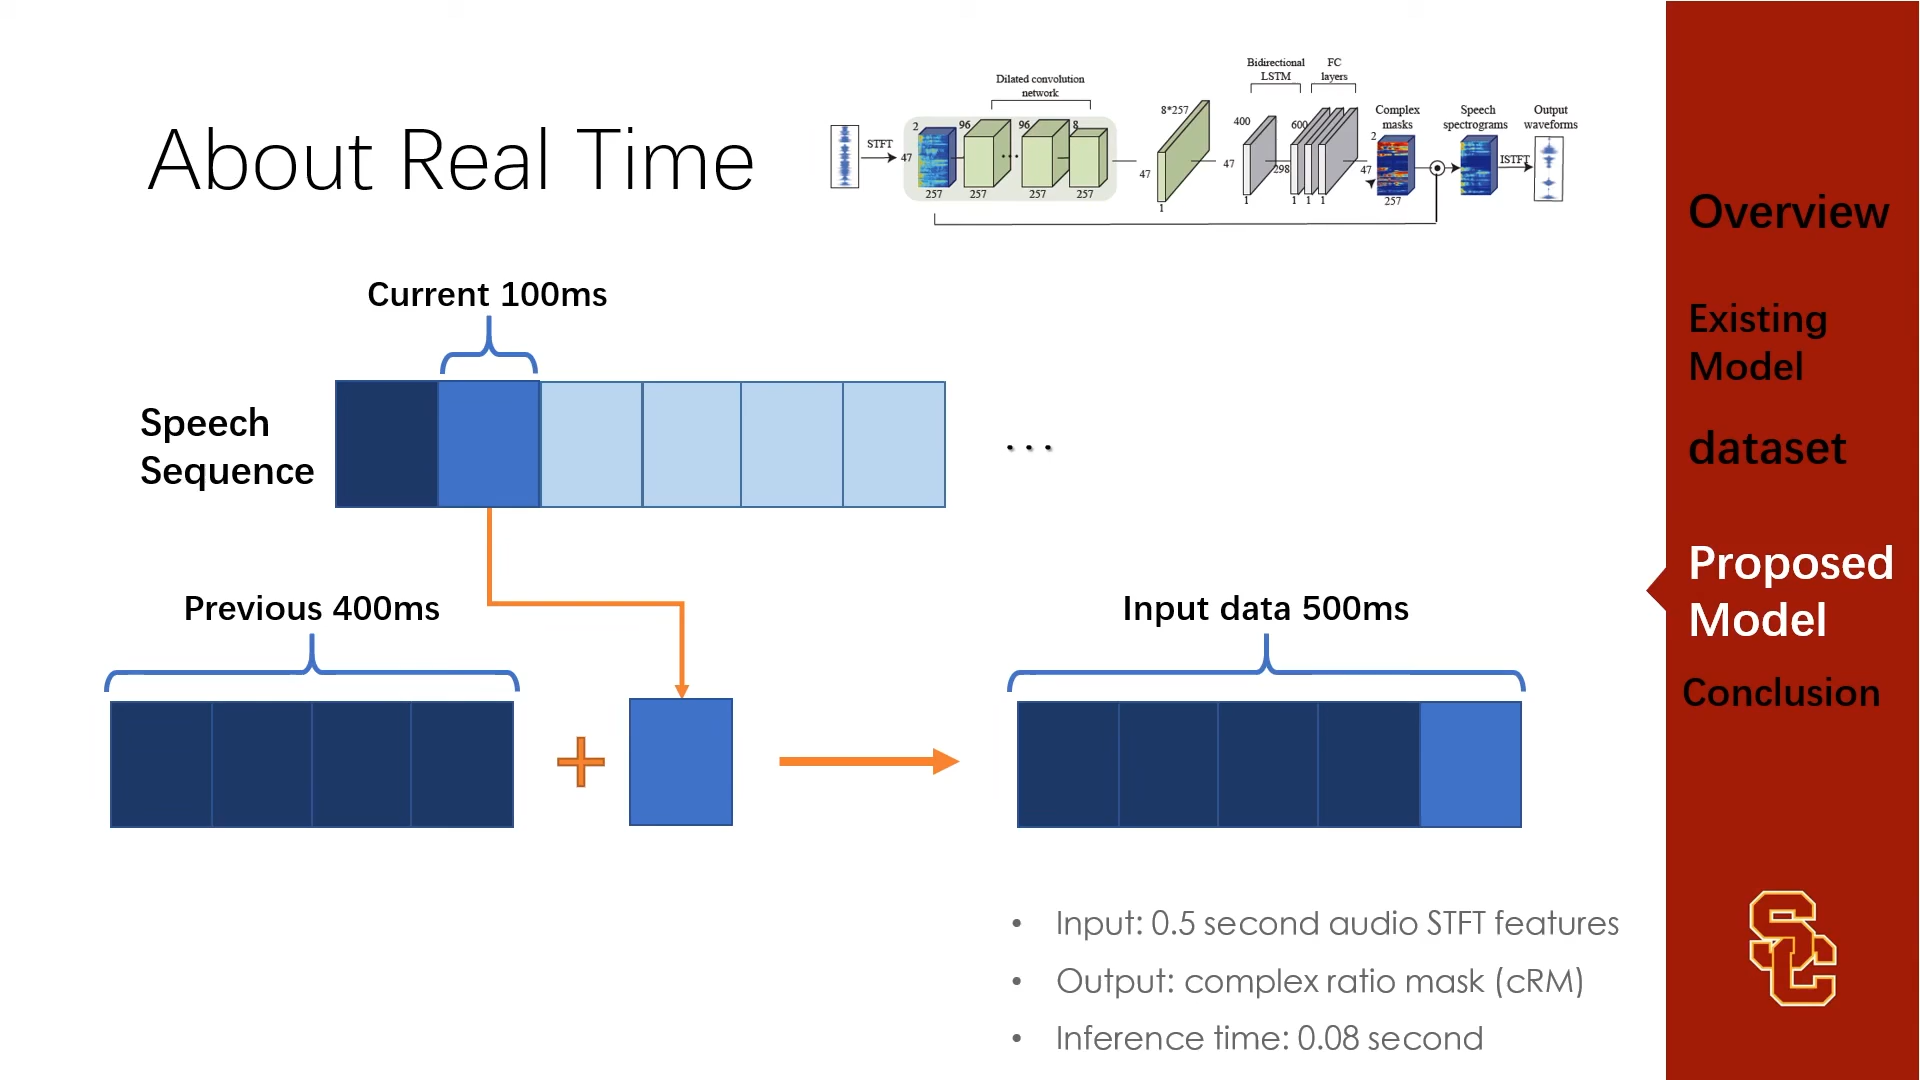 About Real Time
Dilated convolution
network
Bidirectional
LSTM
FC
layers
STFT
2
47
257
96
257
96
257
8
257
8*257
47
1
400
47
1
600
298
1 1 1
Complex
masks
2
47
257
Speech
spectrograms
ISTFT
Output
waveforms
Current 100ms
Speech
Sequence
...
Previous 400ms
Input data 500ms
• Input: 0.5 second audio STFT features
• Output: complex ratio mask (cRM)
• Inference time: 0.08 second
Overview
Existing
Model
dataset
Proposed
Model
Conclusion
SC